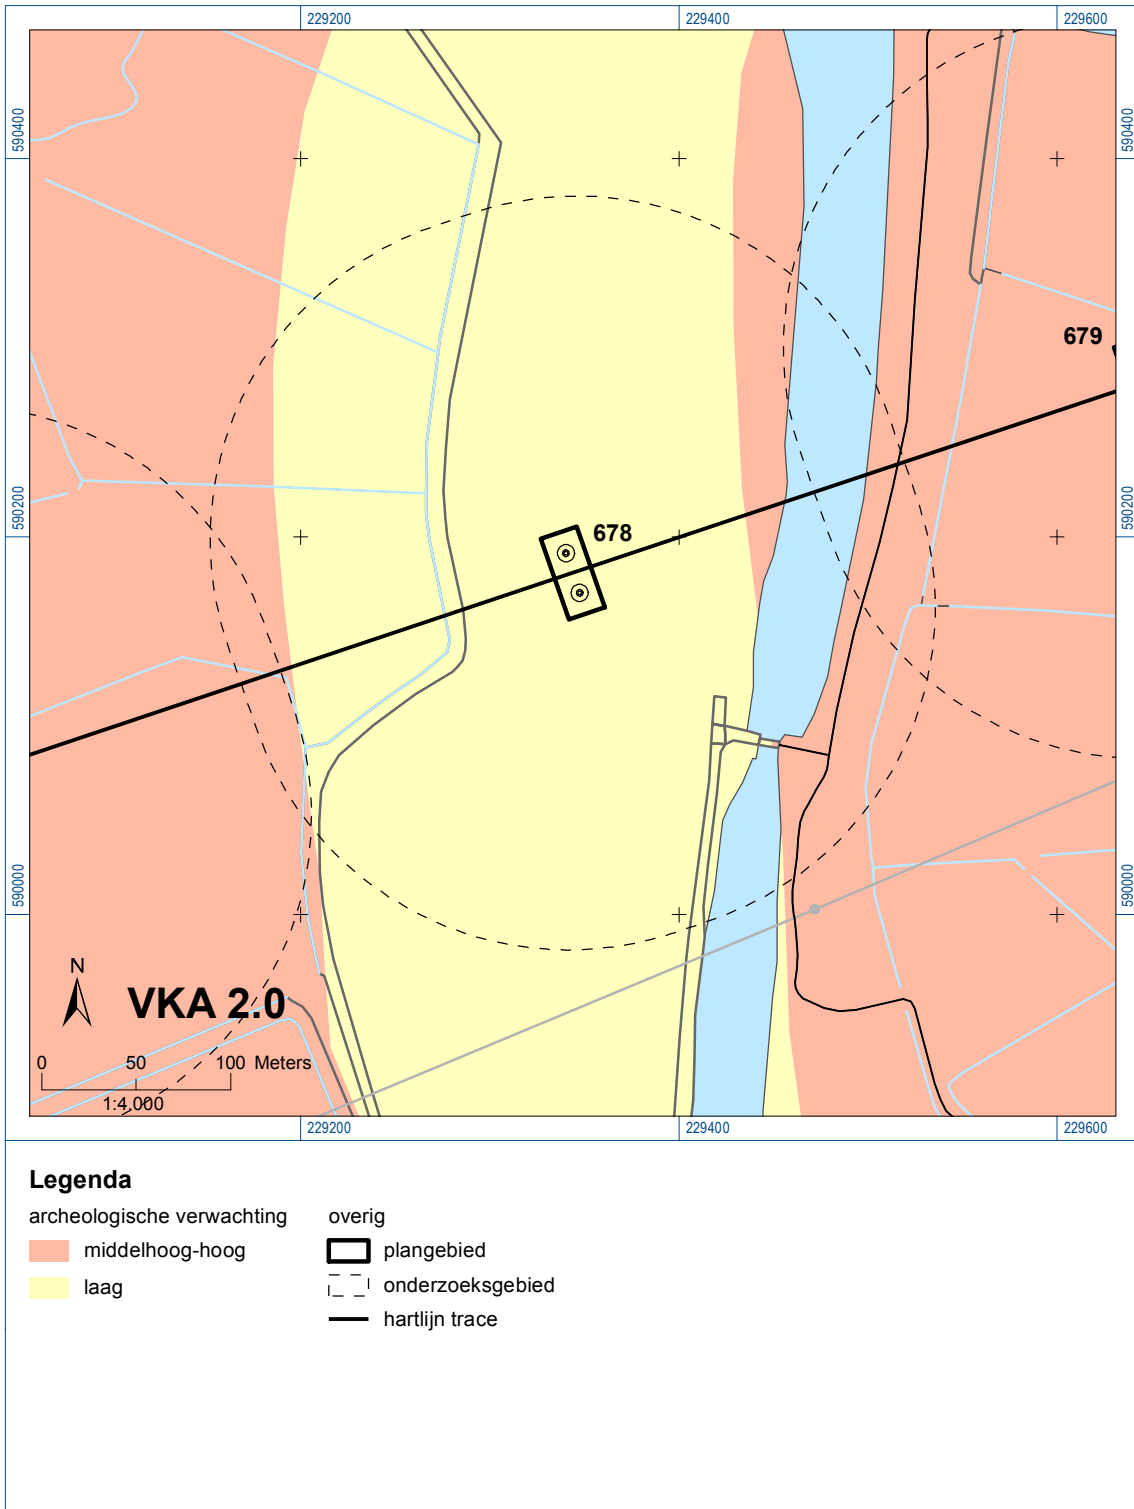 229200
229400
229600
590400
590400
679
590200
678
590200
590000
590000
N
VKA 2.0
0 50 100 Meters
1:4,000
229200
229400
229600
Legenda
archeologische verwachting
overig
middelhoog-hoog
plangebied
laag
onderzoeksgebied
hartlijn trace